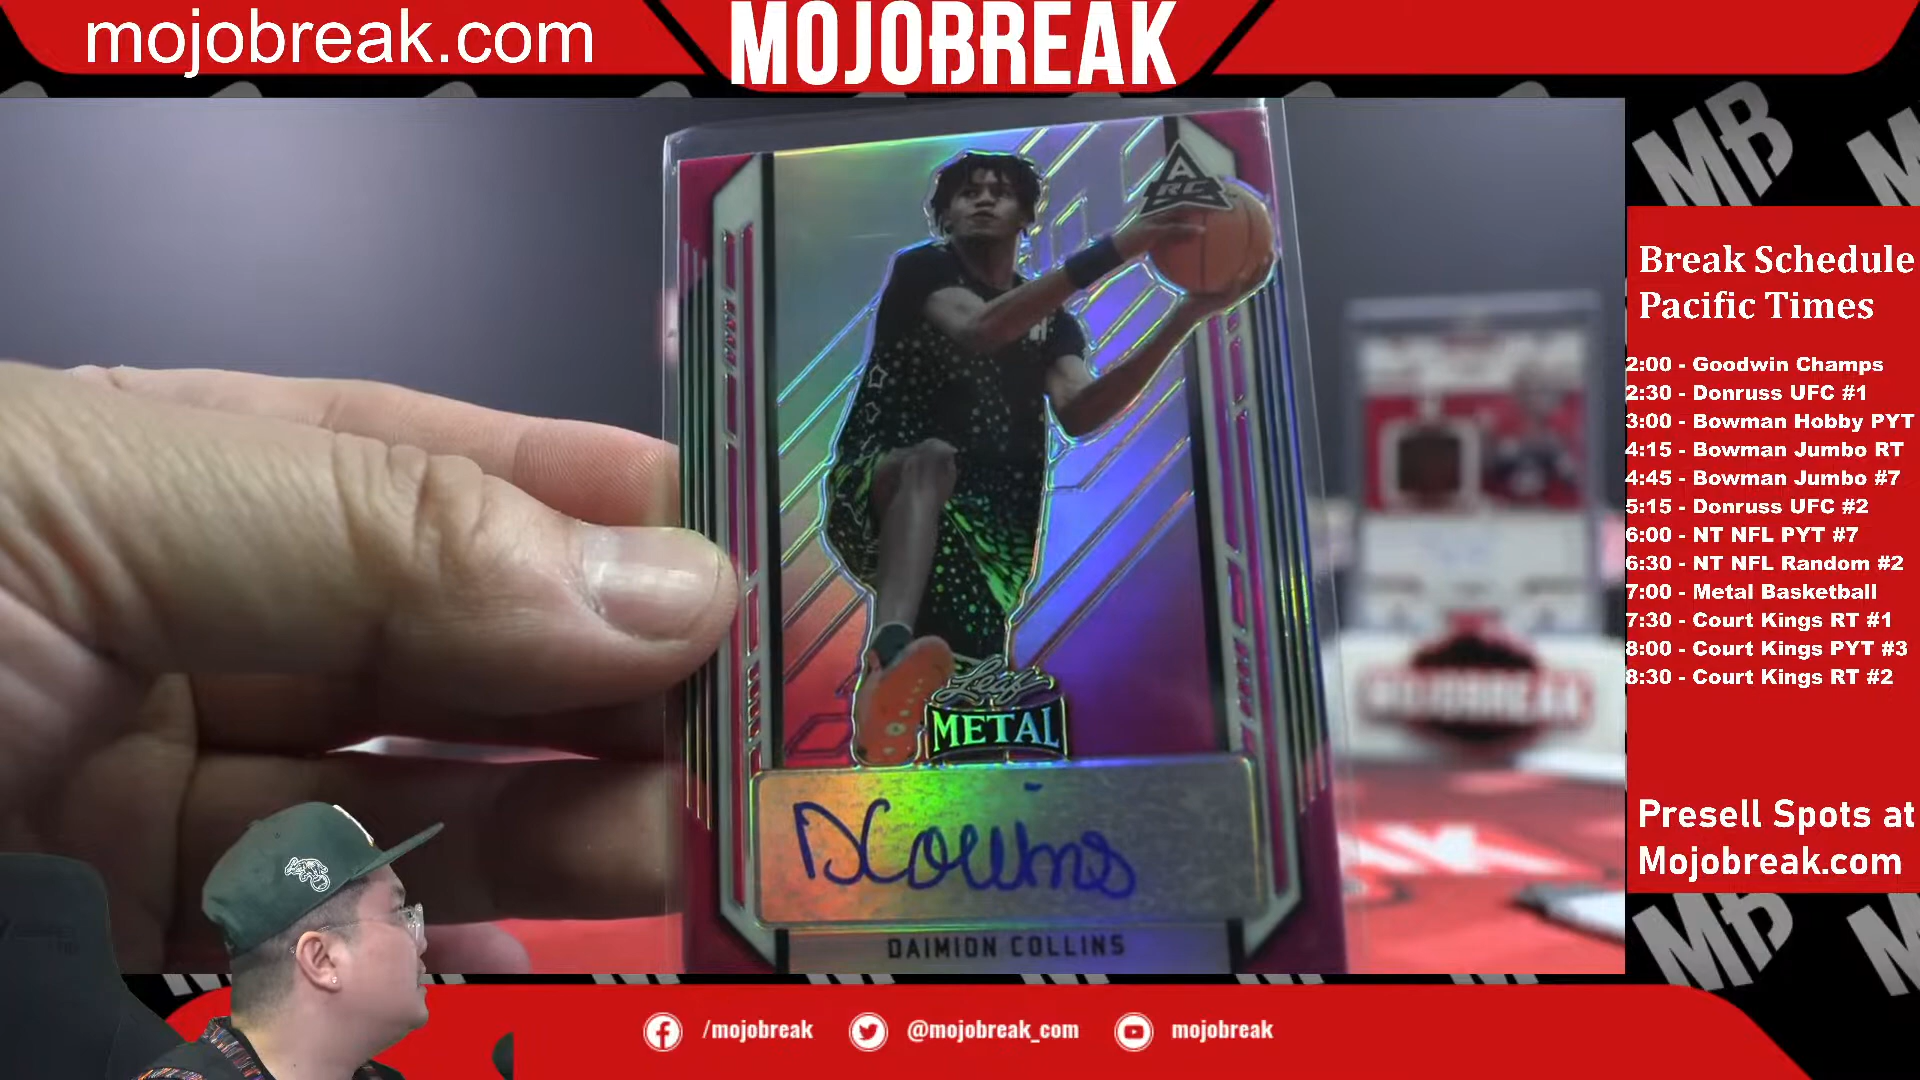 mojobreak.com
MOJOBREAK
A
RC
Leaf
METAL
DCollins
DAIMION COLLINS
MOJOBREAK
MB
Break Schedule
Pacific Times
2:00 - Goodwin Champs
2:30 - Donruss UFC #1
3:00 - Bowman Hobby PYT
4:15 - Bowman Jumbo RT
4:45 - Bowman Jumbo #7
5:15 - Donruss UFC #2
6:00 - NT NFL PYT #7
6:30 - NT NFL Random #2
7:00 - Metal Basketball
7:30 - Court Kings RT #1
8:00 - Court Kings PYT #3
8:30 - Court Kings RT #2
Presell Spots at
Mojobreak.com
MB
/mojobreak @mojobreak_com mojobreak